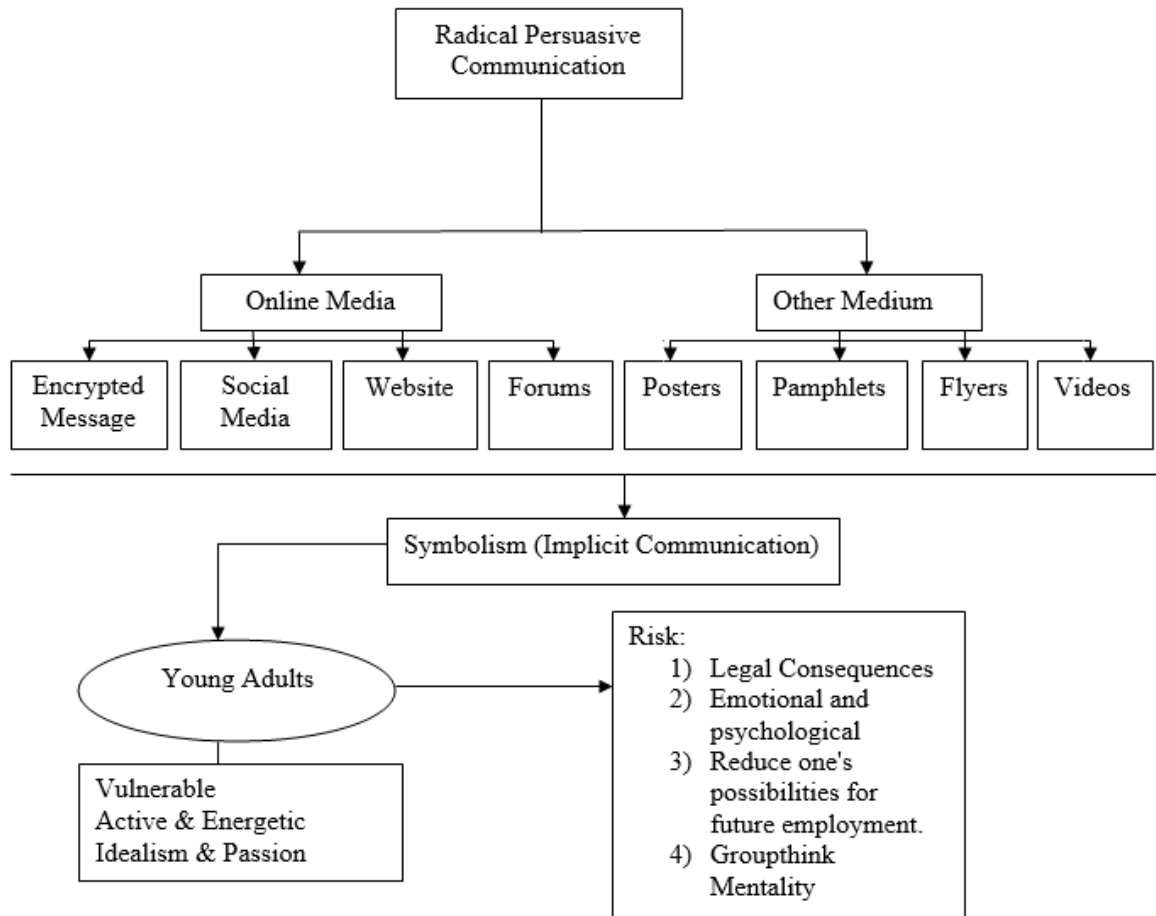 Radical Persuasive
Communication
Online Media
Other Medium
Encrypted
Message
Social
Media
Website
Forums
Posters
Pamphlets
Flyers
Videos
Symbolism (Implicit Communication)
Young Adults
Vulnerable
Active & Energetic
Idealism & Passion
Risk:
1) Legal Consequences
2) Emotional and
psychological
3) Reduce one's
possibilities for
future employment.
4) Groupthink
Mentality